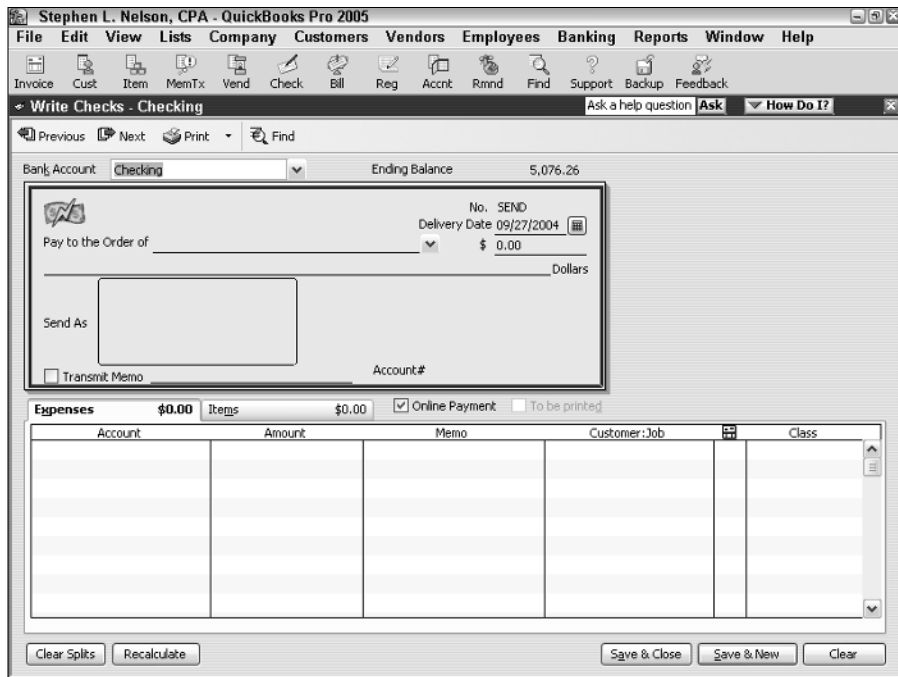 Stephen L. Nelson, CPA - QuickBooks Pro 2005
File Edit View Lists Company Customers Vendors Employees Banking Reports Window Help
Invoice Cust Item MemTx Vend Check Bill Reg Accnt Rmnd Find Support Backup Feedback
Write Checks - Checking Ask a help question Ask How Do I?
Previous Next Print Find
Bank Account Checking Ending Balance 5,076.26
No. SEND
Delivery Date 09/27/2004
Pay to the Order of $ 0.00
Dollars
Send As
Transmit Memo Account#
Expenses $0.00 Items $0.00 Online Payment To be printed
Account Amount Memo Customer:Job Class
Clear Splits Recalculate Save & Close Save & New Clear